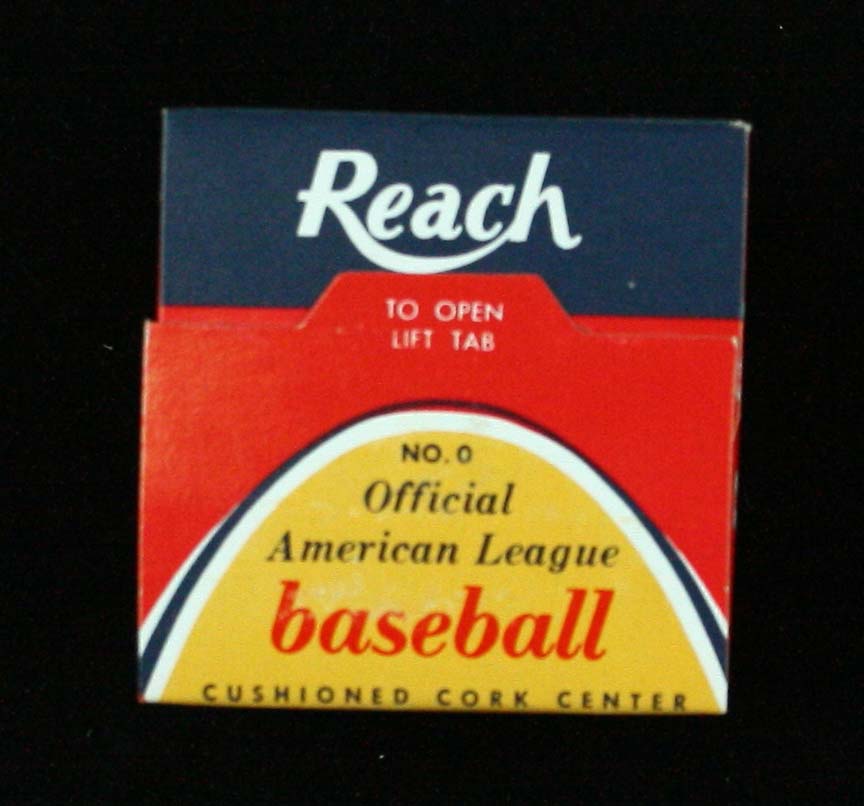 Reach
TO OPEN
LIFT TAB
NO. 0
Official
American League
baseball
CUSHIONED CORK CENTER